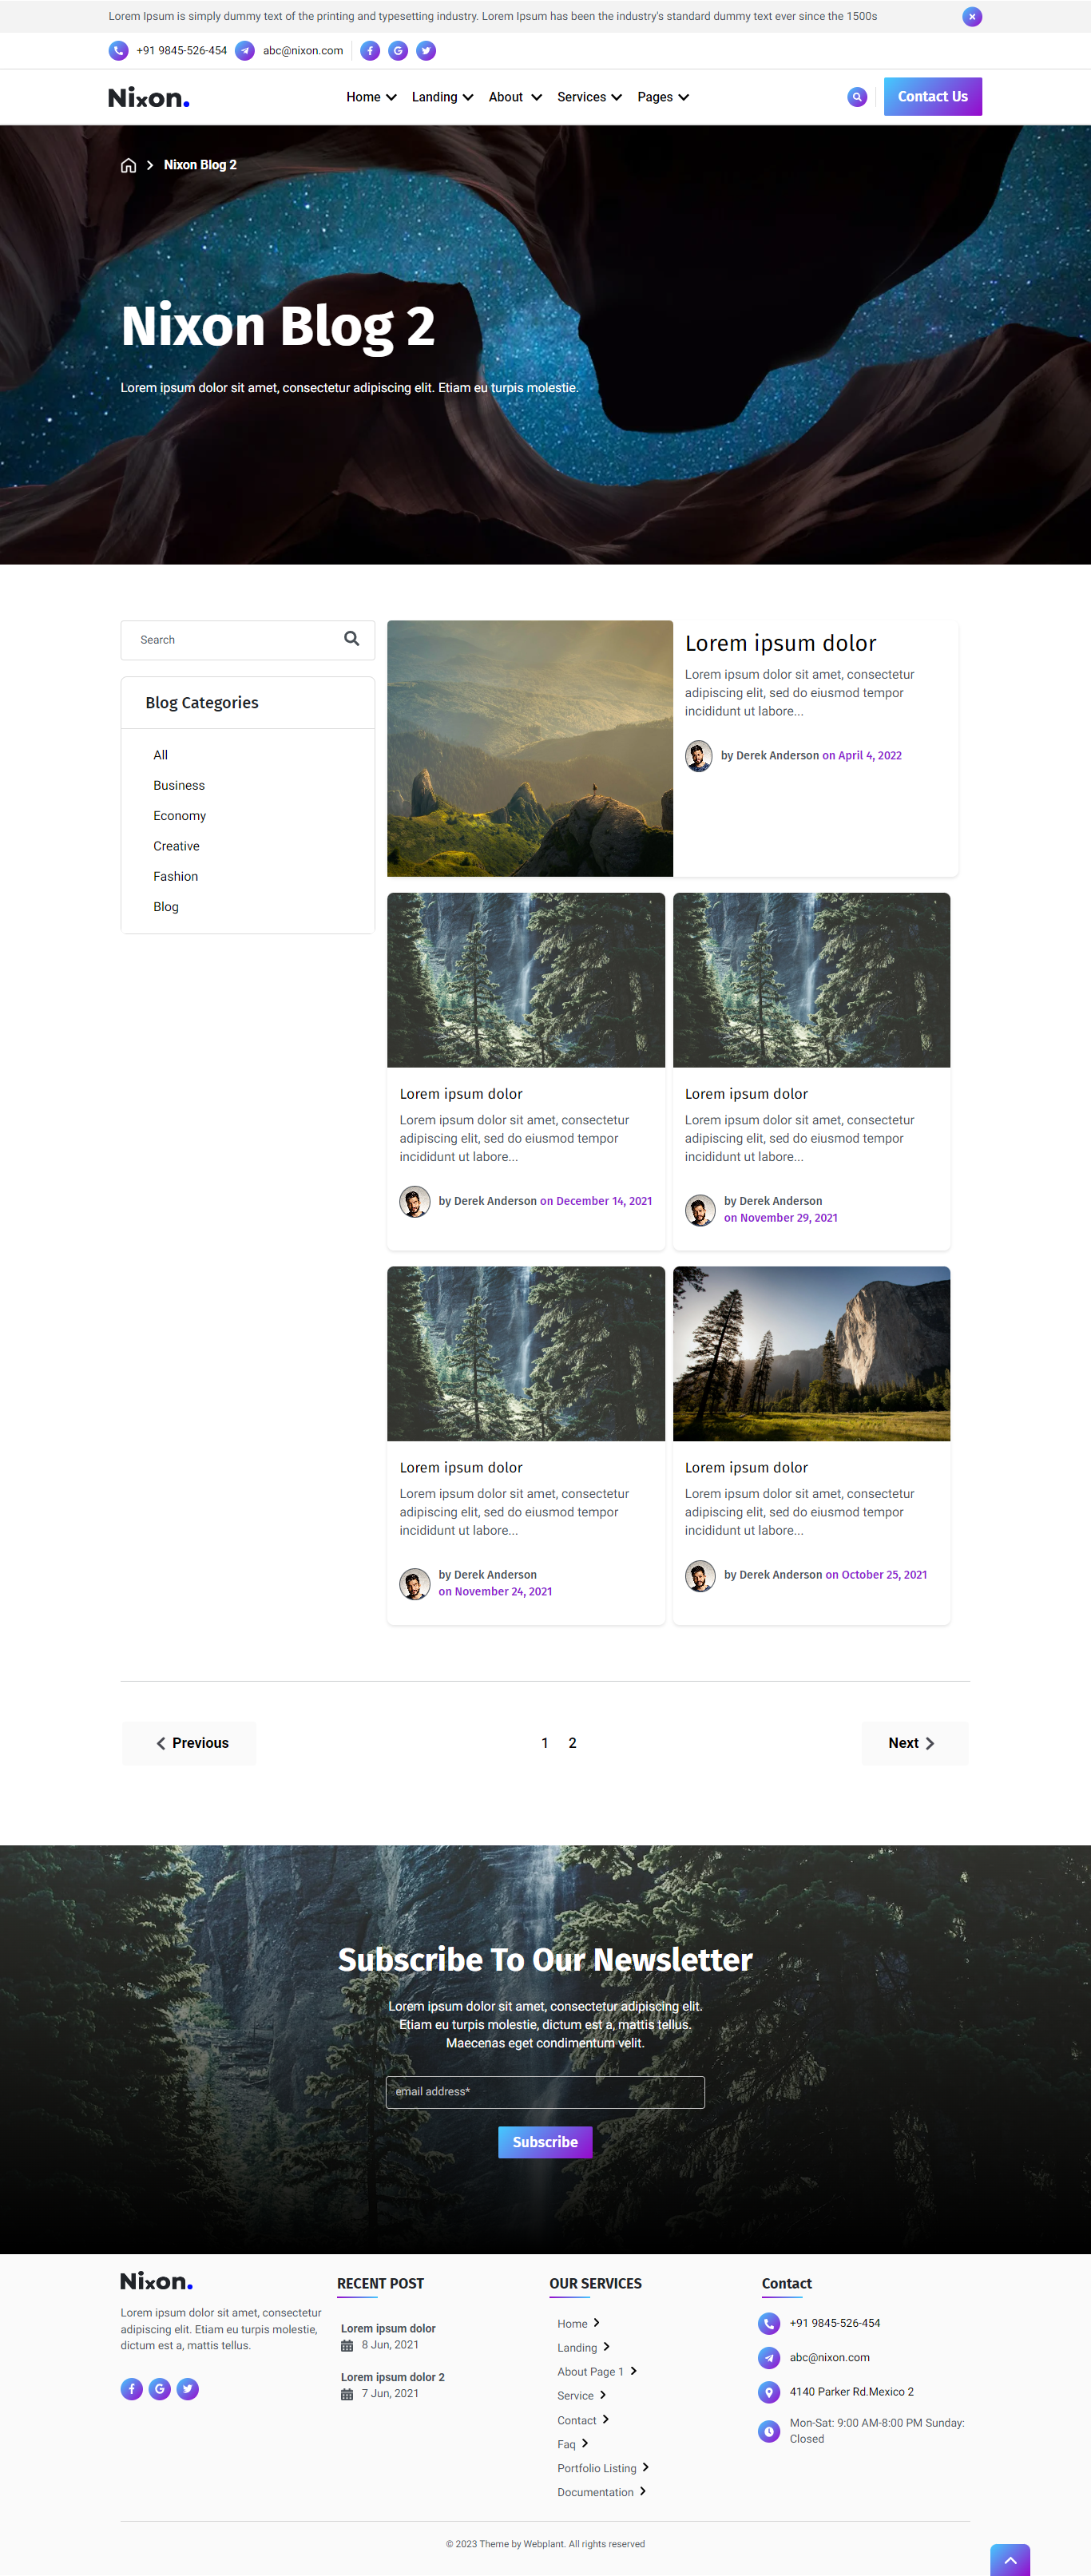 Lorem Ipsum is simply dummy text of the printing and typesetting industry. Lorem Ipsum has been the industry's standard dummy text ever since the 1500s
+91 9845-526-454 abc@nixon.com
Nixon.
Home Landing About Services Pages
Contact Us
Nixon Blog 2
Nixon Blog 2
Lorem ipsum dolor sit amet, consectetur adipiscing elit. Etiam eu turpis molestie.
Search
Blog Categories
All
Business
Economy
Creative
Fashion
Blog
Lorem ipsum dolor
Lorem ipsum dolor sit amet, consectetur
adipiscing elit, sed do eiusmod tempor
incididunt ut labore...
by Derek Anderson on April 4, 2022
Lorem ipsum dolor
Lorem ipsum dolor sit amet, consectetur
adipiscing elit, sed do eiusmod tempor
incididunt ut labore...
by Derek Anderson on December 14, 2021
Lorem ipsum dolor
Lorem ipsum dolor sit amet, consectetur
adipiscing elit, sed do eiusmod tempor
incididunt ut labore...
by Derek Anderson
on November 29, 2021
Lorem ipsum dolor
Lorem ipsum dolor sit amet, consectetur
adipiscing elit, sed do eiusmod tempor
incididunt ut labore...
by Derek Anderson
on November 24, 2021
Lorem ipsum dolor
Lorem ipsum dolor sit amet, consectetur
adipiscing elit, sed do eiusmod tempor
incididunt ut labore...
by Derek Anderson on October 25, 2021
Previous
1 2
Next
Subscribe To Our Newsletter
Lorem ipsum dolor sit amet, consectetur adipiscing elit.
Etiam eu turpis molestie, dictum est a, mattis tellus.
Maecenas eget condimentum velit.
email address*
Subscribe
Nixon.
Lorem ipsum dolor sit amet, consectetur
adipiscing elit. Etiam eu turpis molestie,
dictum est a, mattis tellus.
RECENT POST
Lorem ipsum dolor
8 Jun, 2021
Lorem ipsum dolor 2
7 Jun, 2021
OUR SERVICES
Home
Landing
About Page 1
Service
Contact
Faq
Portfolio Listing
Documentation
Contact
+91 9845-526-454
abc@nixon.com
4140 Parker Rd.Mexico 2
Mon-Sat: 9:00 AM-8:00 PM Sunday:
Closed
© 2023 Theme by Webplant. All rights reserved